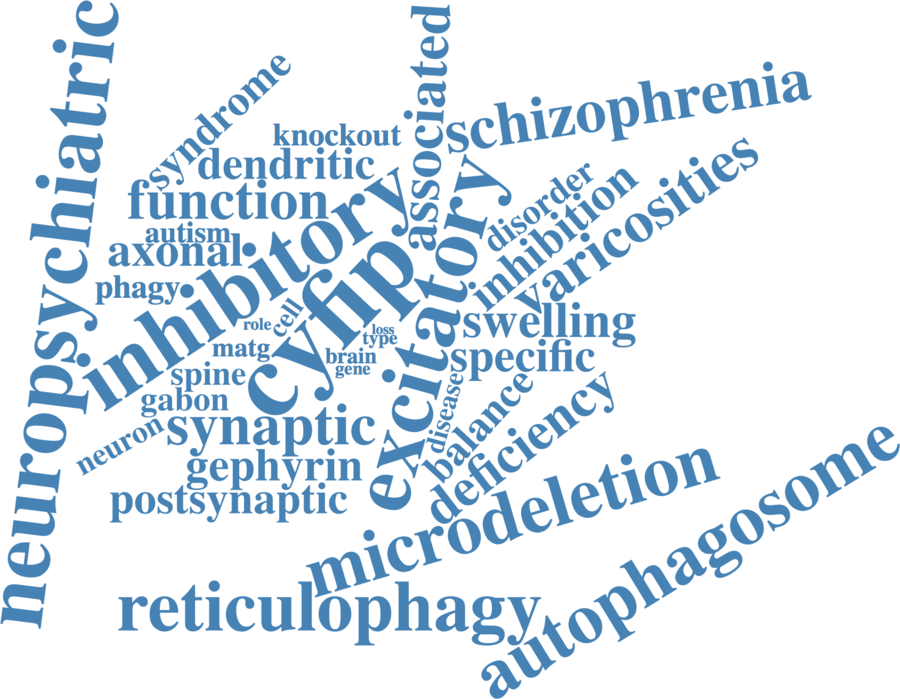 neuropsychiatric
associated
schizophrenia
syndrome
knockout
dendritic
function
autism
axonal
phagy
inhibitory
cyfip
excitatory
disorder
inhibition
varicosities
swelling
specific
role
cell
loss
type
matg
brain
gene
spine
gabon
neuron
synaptic
gephyrin
postsynaptic
disease
balance
deficiency
microdeletion
reticulophagy
autophagosome